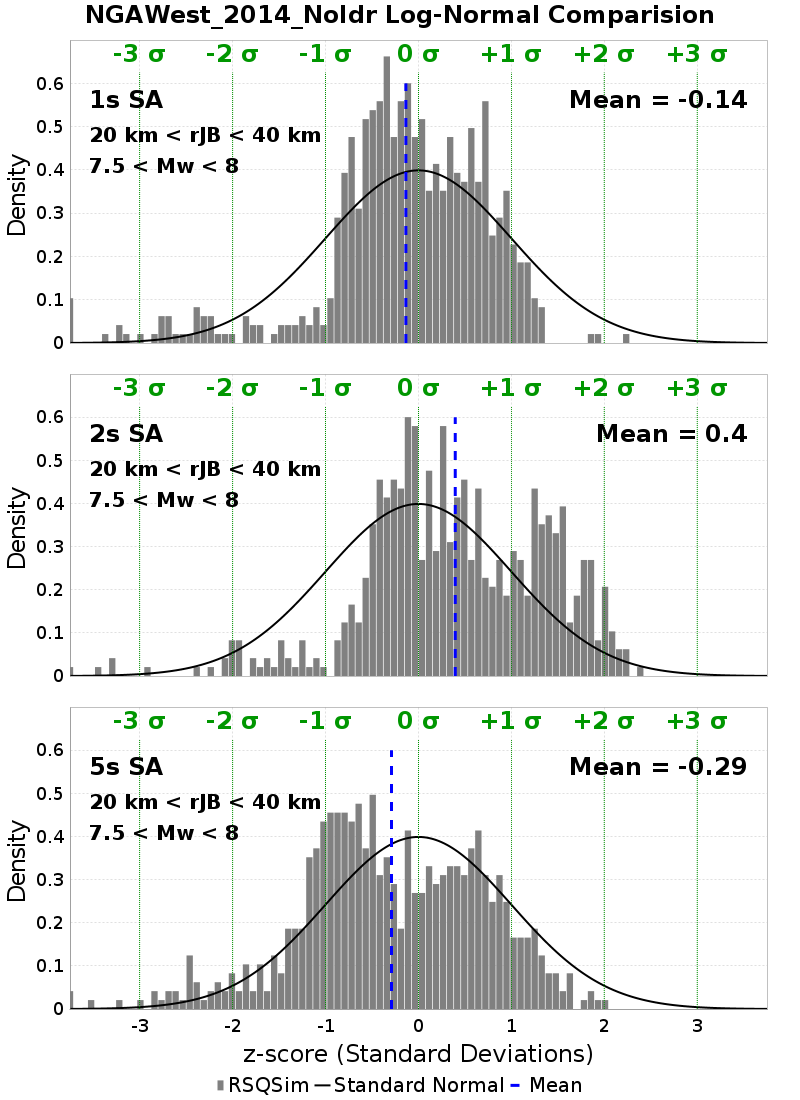 NGAWest_2014_NoIdr Log-Normal Comparision
-3 σ -2 σ -1 σ 0 σ +1 σ +2 σ +3 σ
0.6
1s SA Mean = -0.14
0.5
20 km < rJB < 40 km
7.5 < Mw < 8
0.4
Density
0.3
0.2
0.1
0
-3 σ -2 σ -1 σ 0 σ +1 σ +2 σ +3 σ
0.6
2s SA Mean = 0.4
0.5
20 km < rJB < 40 km
7.5 < Mw < 8
0.4
Density
0.3
0.2
0.1
0
-3 σ -2 σ -1 σ 0 σ +1 σ +2 σ +3 σ
0.6
5s SA Mean = -0.29
0.5
20 km < rJB < 40 km
7.5 < Mw < 8
0.4
Density
0.3
0.2
0.1
0
-3 -2 -1 0 1 2 3
z-score (Standard Deviations)
RSQSim Standard Normal Mean